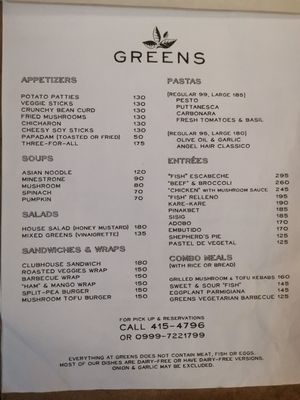 GREENS
APPETIZERS
POTATO PATTIES 130
VEGGIE STICKS 130
CRUNCHY BEAN CURD 130
FRIED MUSHROOMS 130
CHICHARON 130
CHEESY SOY STICKS 130
PAPADAM [TOASTED OR FRIED] 50
THREE-FOR-ALL 175
SOUPS
ASIAN NOODLE 120
MINESTRONE 90
MUSHROOM 80
SPINACH 70
PUMPKIN 70
SALADS
HOUSE SALAD [HONEY MUSTARD] 180
MIXED GREENS [VINAIGRETTE] 135
SANDWICHES & WRAPS
CLUBHOUSE SANDWICH 180
ROASTED VEGGIES WRAP 150
BARBECUE WRAP 150
"HAM" & MANGO WRAP 150
SPLIT-PEA BURGER 150
MUSHROOM TOFU BURGER 150
PASTAS
[REGULAR 99, LARGE 185]
PESTO
PUTTANESCA
CARBONARA
FRESH TOMATOES & BASIL
[REGULAR 95, LARGE 180]
OLIVE OIL & GARLIC
ANGEL HAIR CLASSICO
ENTRÉES
"FISH" ESCABECHE 295
"BEEF" & BROCCOLI 260
"CHICKEN" WITH MUSHROOM SAUCE 245
"FISH" RELLENO 195
KARE-KARE 190
PINAKBET 185
SISIG 185
ADOBO 170
EMBUTIDO 170
SHEPHERD'S PIE 225
PASTEL DE VEGETAL 125
COMBO MEALS
[WITH RICE OR BREAD]
GRILLED MUSHROOM & TOFU KEBABS 160
SWEET & SOUR "FISH" 145
EGGPLANT PARMIGIANA 145
GREENS VEGETARIAN BARBECUE 125
FOR PICK UP & RESERVATIONS
CALL 415-4796
OR 0999-7221799
EVERYTHING AT GREENS DOES NOT CONTAIN MEAT, FISH OR EGGS.
MOST OF OUR DISHES ARE DAIRY-FREE OR HAVE DAIRY-FREE VERSIONS.
ONION & GARLIC MAY BE EXCLUDED.